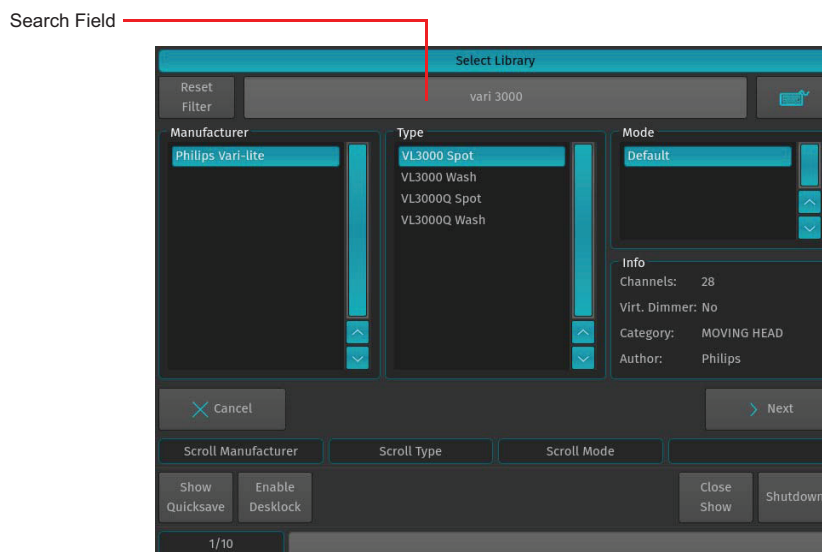 Search Field
Select Library
Reset
Filter
vari 3000
Manufacturer
Philips Vari-lite
Type
VL3000 Spot
VL3000 Wash
VL3000Q Spot
VL3000Q Wash
Mode
Default
Info
Channels: 28
Virt. Dimmer: No
Category: MOVING HEAD
Author: Philips
Cancel
Next
Scroll Manufacturer
Scroll Type
Scroll Mode
Show
Quicksave
Enable
Desklock
Close
Show
Shutdown
1/10